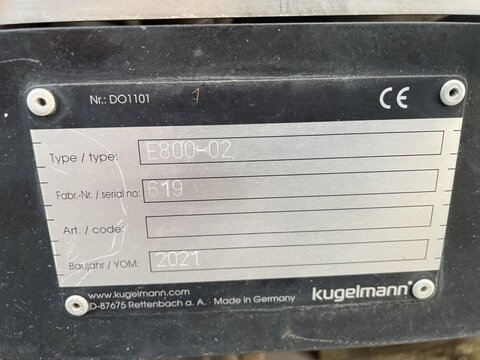 Nr.: DO1101
CE
Type / type: E800-02
Fabr.-Nr. / serial no: 619
Art. / code:
Baujahr / YOM: 2021
www.kugelmann.com
D-87675 Rettenbach a. A. · Made in Germany
kugelmann®